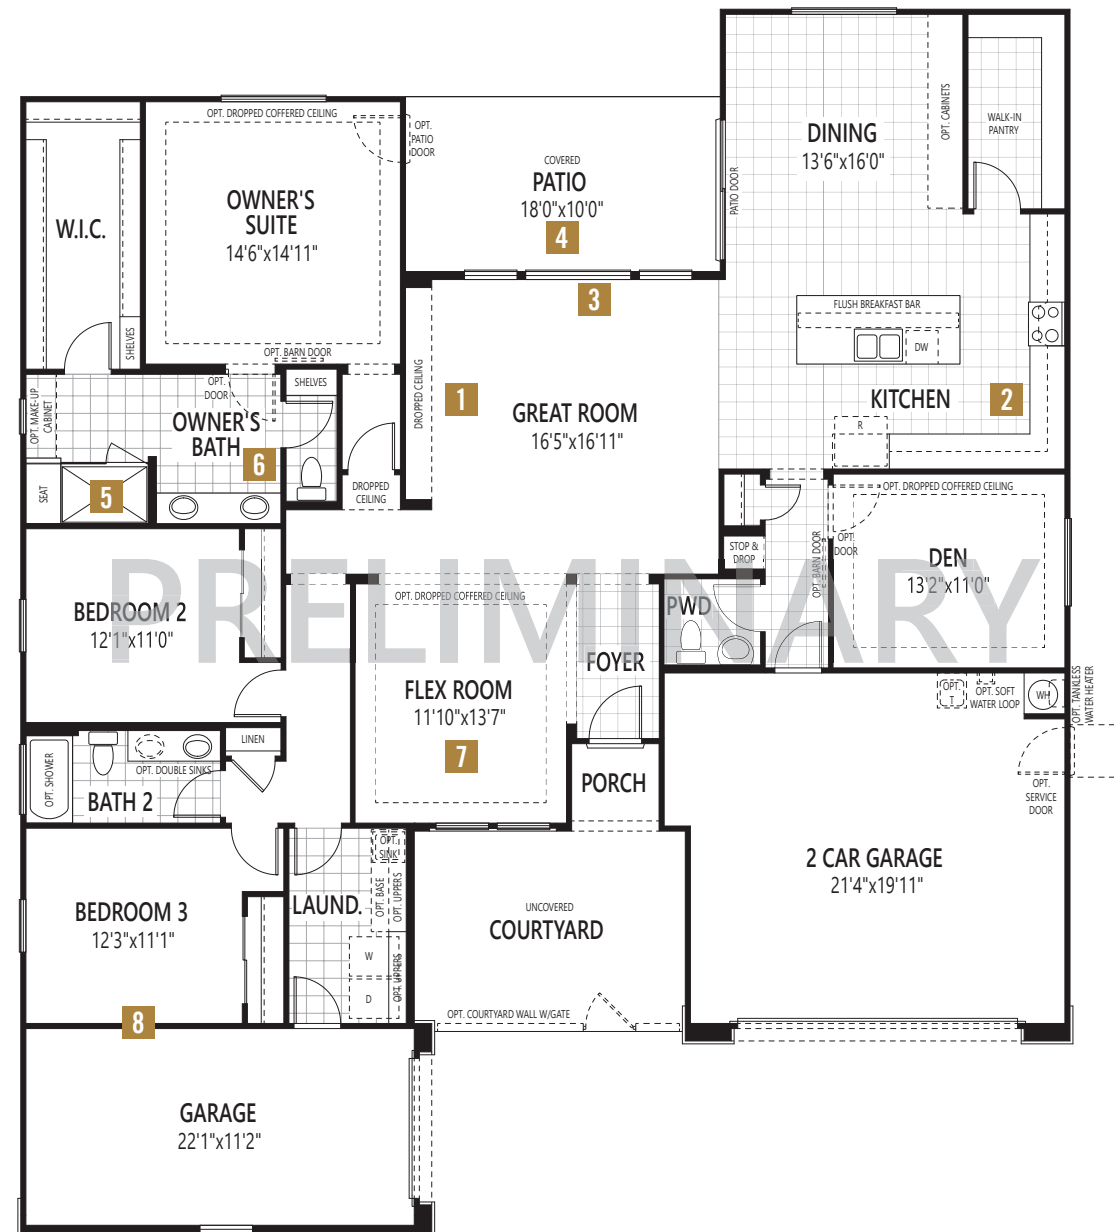 OPT. DROPPED COFFERED CEILING
OPT.
PATIO
DOOR
OWNER'S
SUITE
14'6"x14'11"
W.I.C.
SHELVES
OPT. BARN DOOR
COVERED
PATIO
18'0"x10'0"
4
3
PATIO DOOR
DINING
13'6"x16'0"
OPT. CABINETS
WALK-IN
PANTRY
FLUSH BREAKFAST BAR
DW
KITCHEN
2
R
DROPPED CEILING
1
GREAT ROOM
16'5"x16'11"
OPT. MAKE-UP
CABINET
OPT.
DOOR
SHELVES
OWNER'S
BATH
6
SEAT
5
DROPPED
CEILING
STOP &
DROP
OPT. DROPPED COFFERED CEILING
OPT.
DOOR
OPT. BARN DOOR
DEN
13'2"x11'0"
PRELIMINARY
BEDROOM 2
12'1"x11'0"
OPT. DROPPED COFFERED CEILING
FLEX ROOM
11'10"x13'7"
7
FOYER
PWD
OPT.
T
OPT. SOFT
WATER LOOP
WH
OPT. TANKLESS
WATER HEATER
OPT.
SERVICE
DOOR
PORCH
LINEN
OPT. SHOWER
OPT. DOUBLE SINKS
BATH 2
2 CAR GARAGE
21'4"x19'11"
OPT.
SINK
OPT. BASE
OPT. UPPERS
LAUND.
W
D
OPT. UPPERS
BEDROOM 3
12'3"x11'1"
8
UNCOVERED
COURTYARD
OPT. COURTYARD WALL W/GATE
GARAGE
22'1"x11'2"